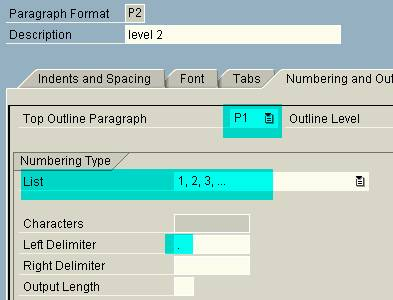 Paragraph Format P2
Description level 2
Indents and Spacing Font Tabs Numbering and Out
Top Outline Paragraph P1 Outline Level
Numbering Type
List 1, 2, 3, ...
Characters
Left Delimiter .
Right Delimiter
Output Length